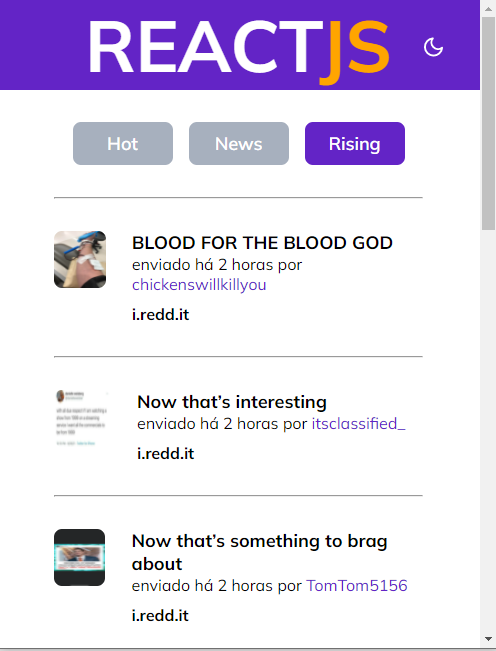 REACTJS
Hot
News
Rising
BLOOD FOR THE BLOOD GOD
enviado há 2 horas por
chickenswillkillyou
i.redd.it
Now that's interesting
enviado há 2 horas por itsclassified_
i.redd.it
Now that's something to brag
about
enviado há 2 horas por TomTom5156
i.redd.it